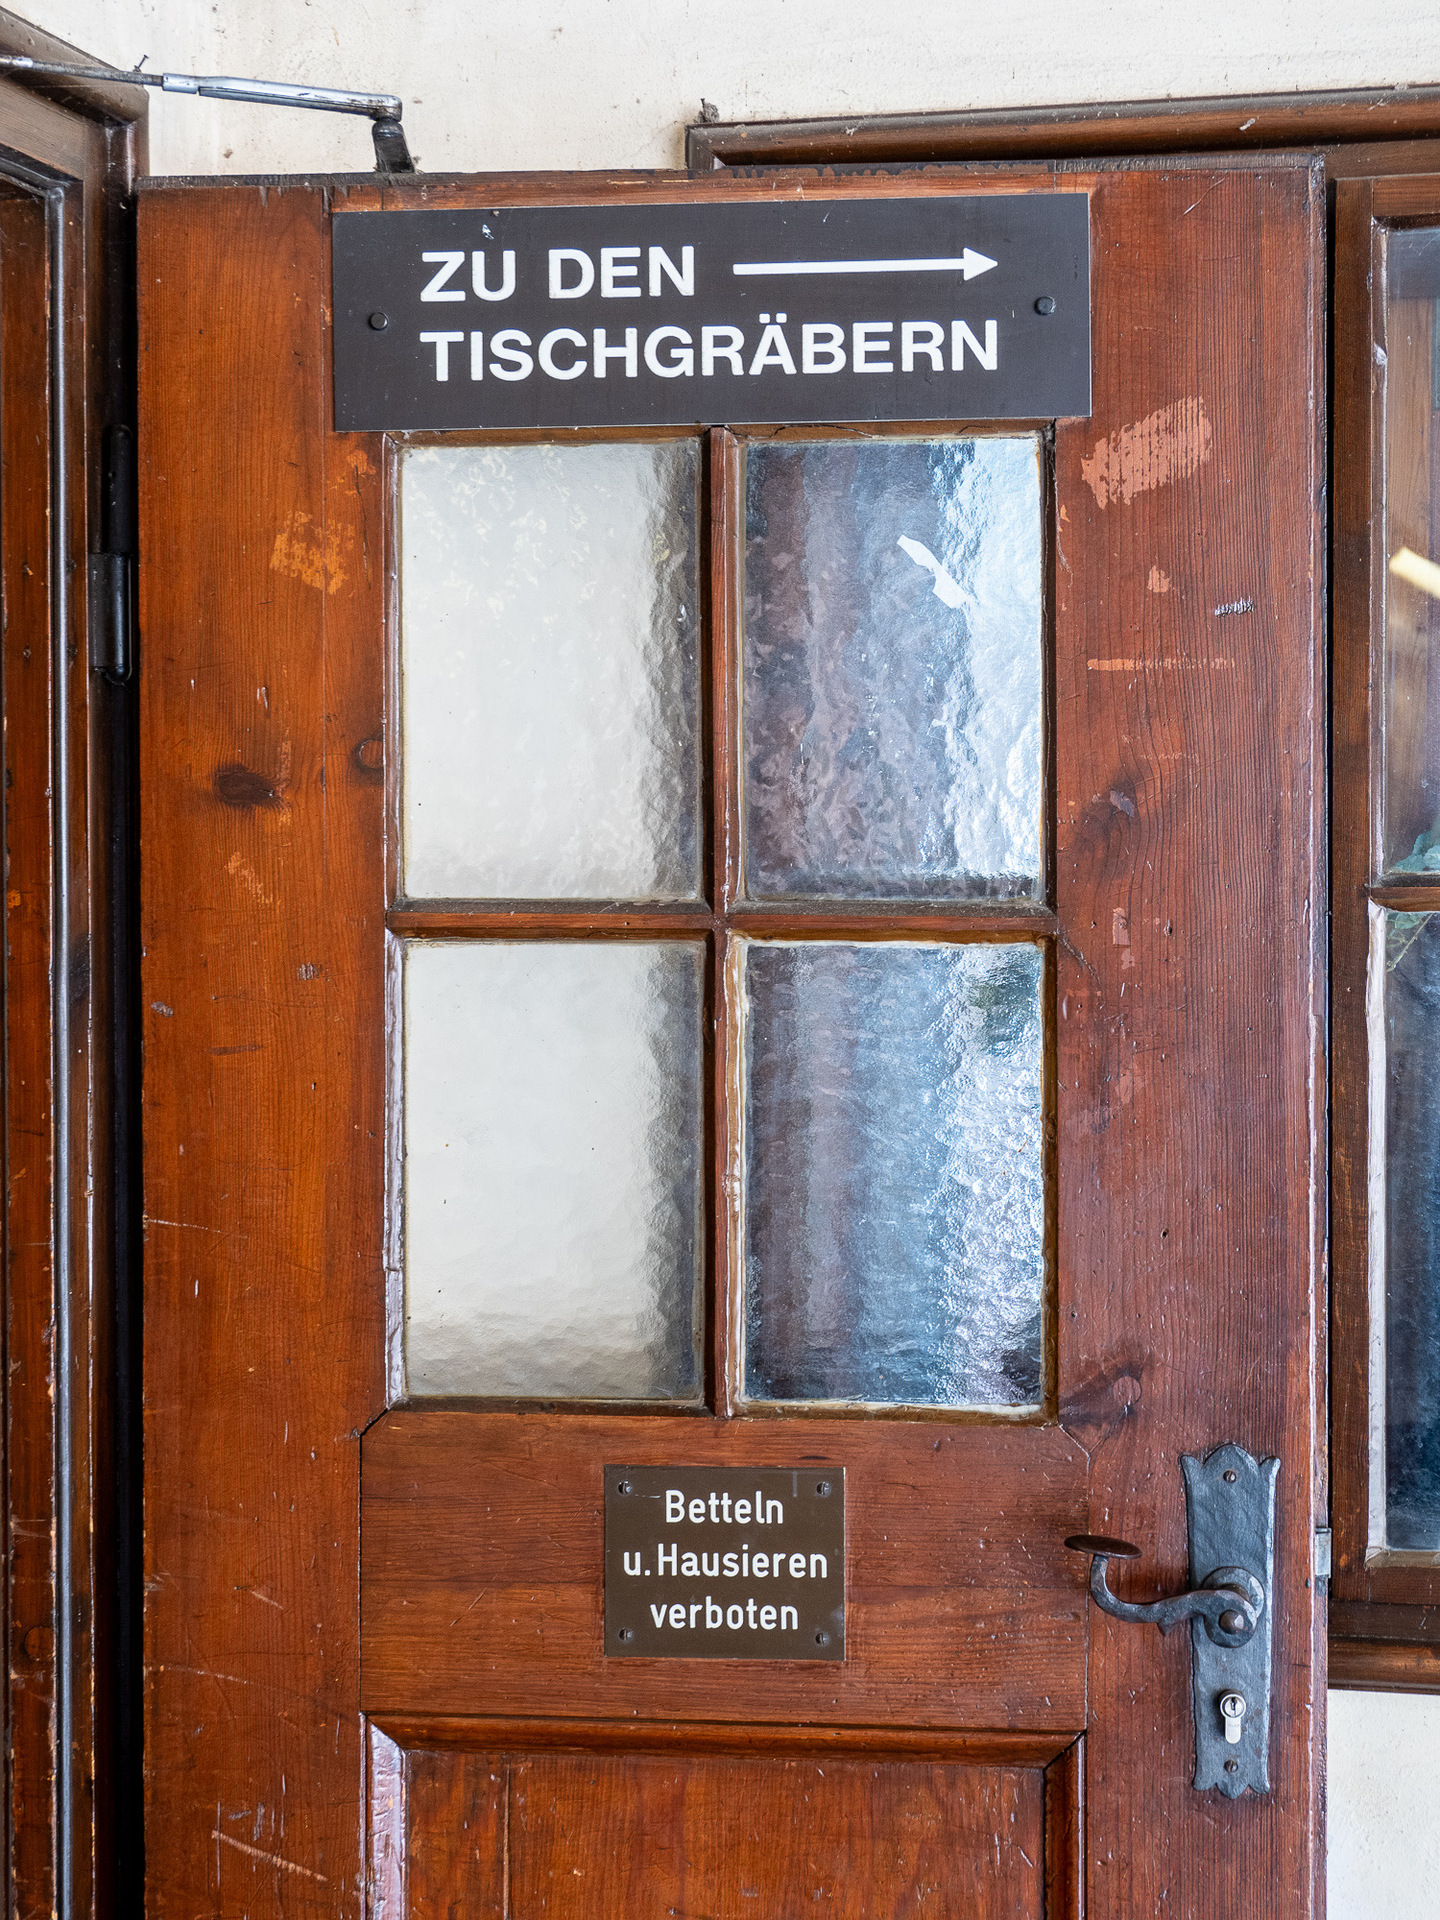 ZU DEN
TISCHGRÄBERN
Betteln
u. Hausieren
verboten